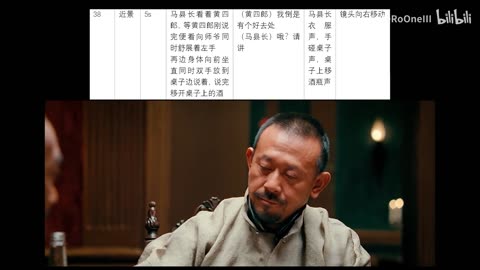 RoOneIII bilibili
38
近景
5s
马县长看着黄四
郎，等黄四郎刚说
完便看向师爷同
时舒展着左手
再边身体向前坐
直同时双手放到
桌子边说着，说完
移开桌子上的酒
（黄四郎）我倒是
有个好去处
（马县长）哦？请
讲
马县长
衣服
声，手
碰桌子
声、桌
子上移
酒瓶声
镜头向右移动